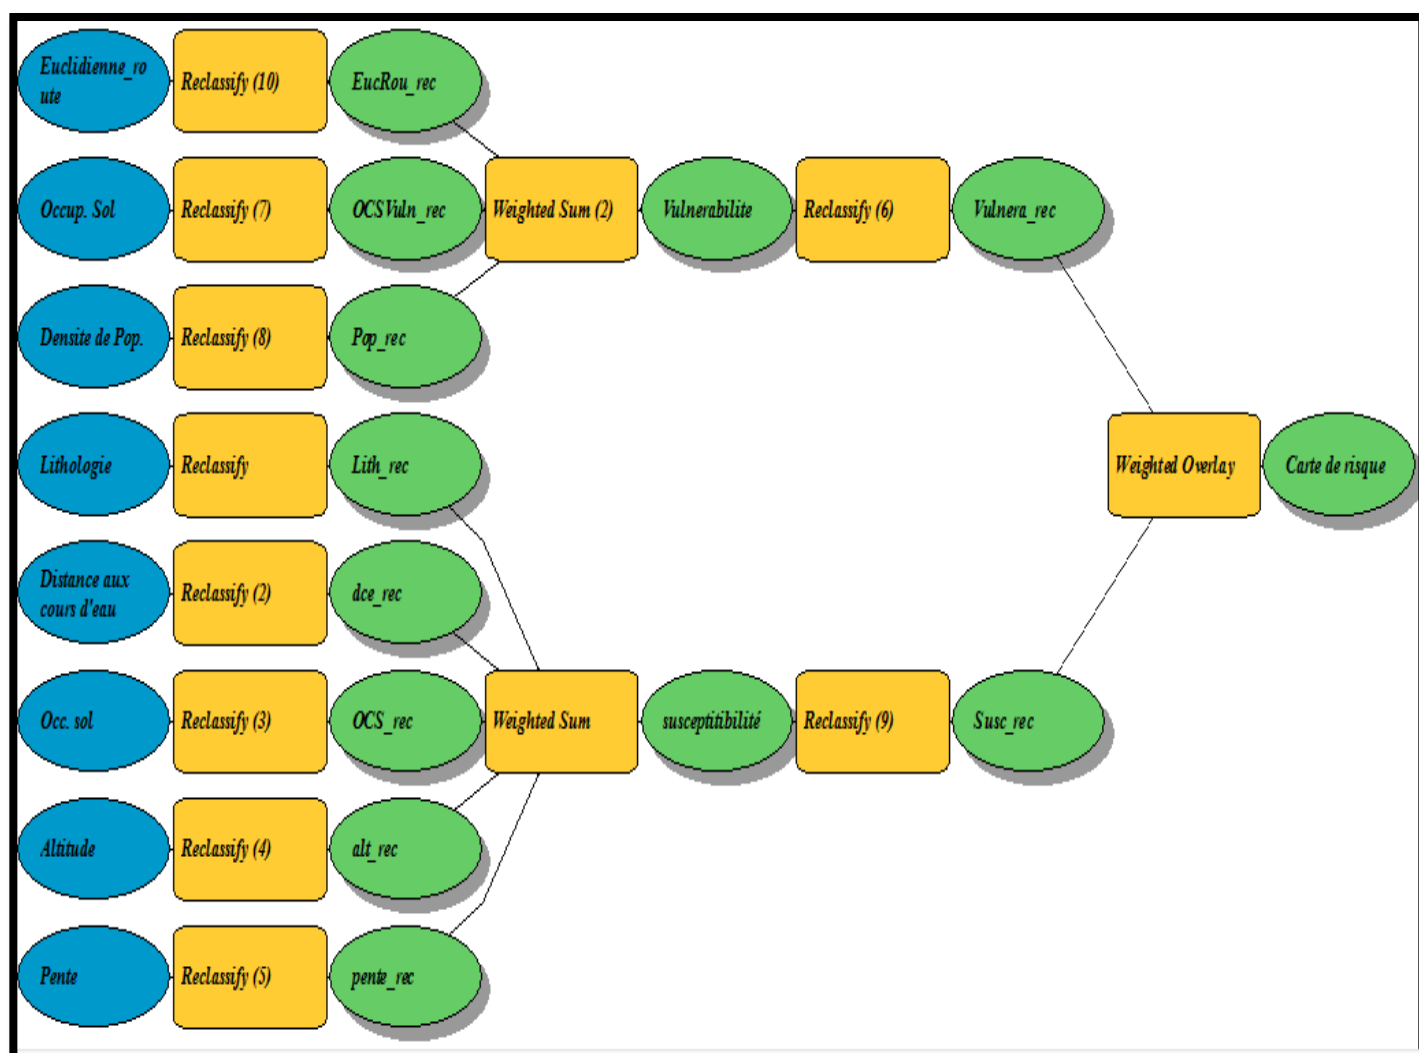 Euclidienne_ro
ute
Reclassify (10)
EucRou_rec
Occup. Sol
Reclassify (7)
OCSVuln_rec
Weighted Sum (2)
Vulnerabilite
Reclassify (6)
Vulnera_rec
Densite de Pop.
Reclassify (8)
Pop_rec
Lithologie
Reclassify
Lith_rec
Weighted Overlay
Carte de risque
Distance aux
cours d'eau
Reclassify (2)
dce_rec
Occ. sol
Reclassify (3)
OCS_rec
Weighted Sum
susceptitibilité
Reclassify (9)
Susc_rec
Altitude
Reclassify (4)
alt_rec
Pente
Reclassify (5)
pente_rec